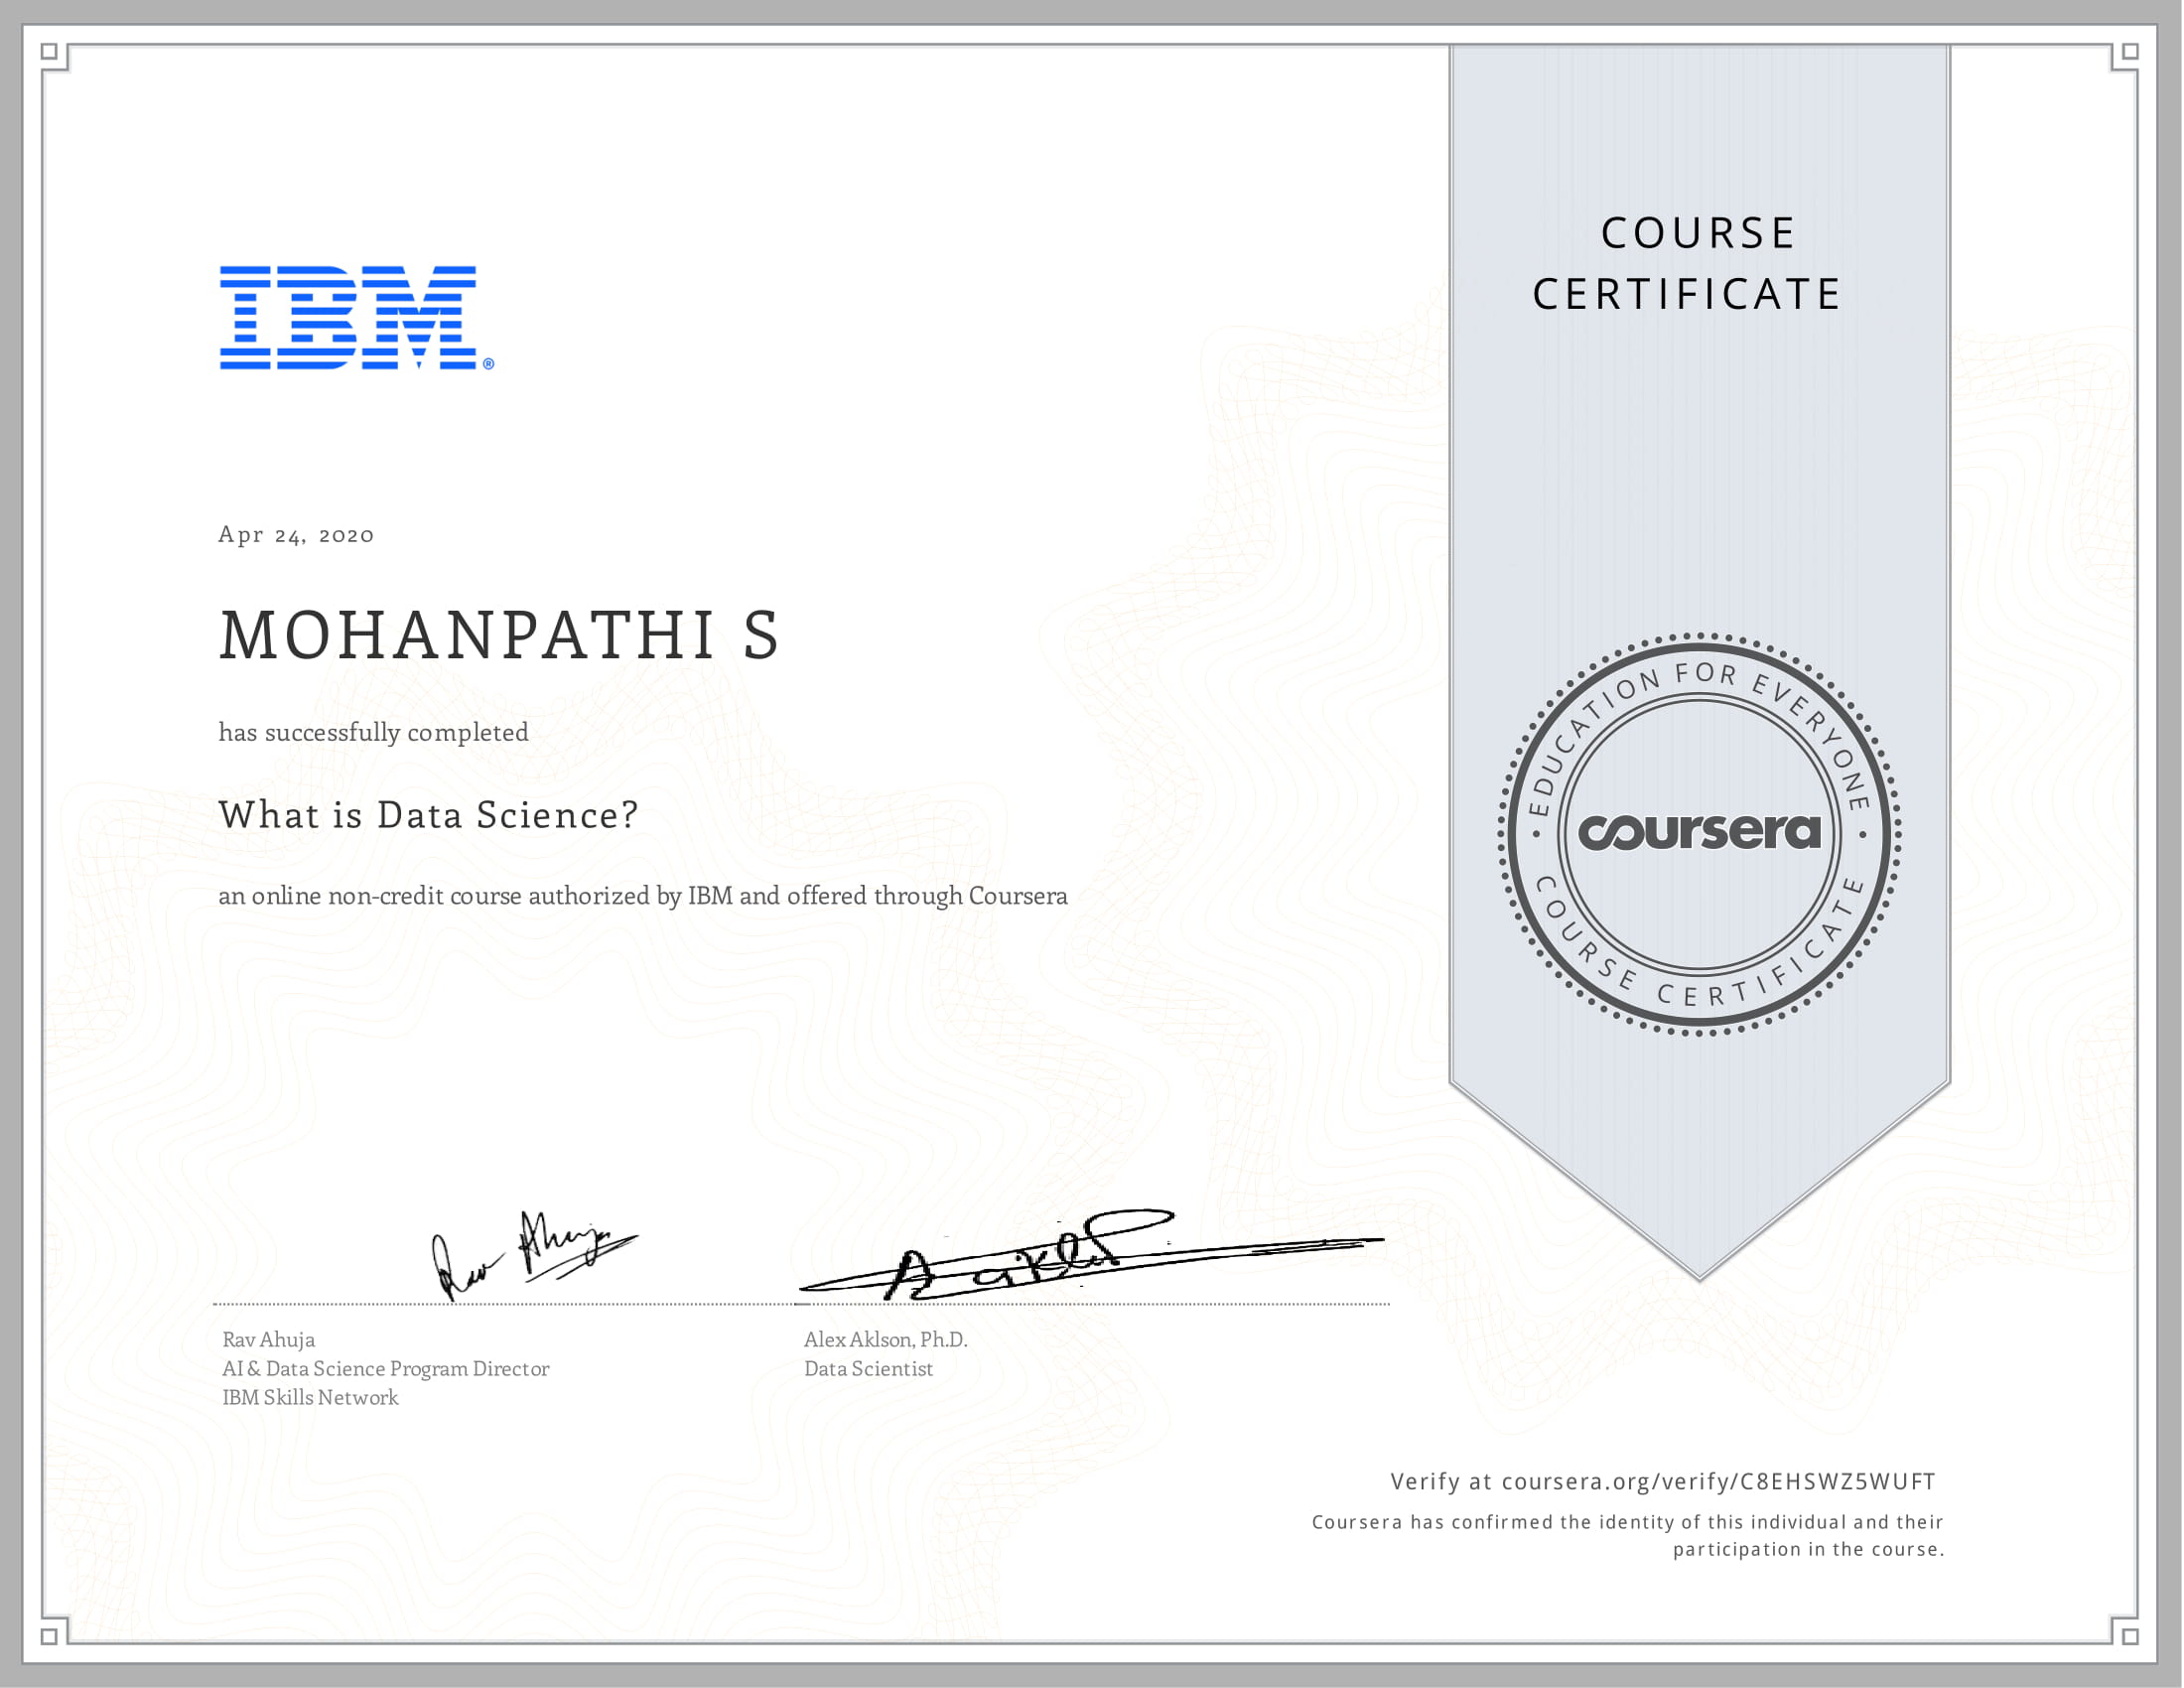 IBM®
COURSE
CERTIFICATE
Apr 24, 2020
MOHANPATHI S
has successfully completed
What is Data Science?
an online non-credit course authorized by IBM and offered through Coursera
EDUCATION FOR EVERYONE
coursera
COURSE CERTIFICATE
Rav Ahuja
Rav Ahuja
AI & Data Science Program Director
IBM Skills Network
Alex Aklson, Ph.D.
Data Scientist
Verify at coursera.org/verify/C8EHSWZ5WUFT
Coursera has confirmed the identity of this individual and their
participation in the course.